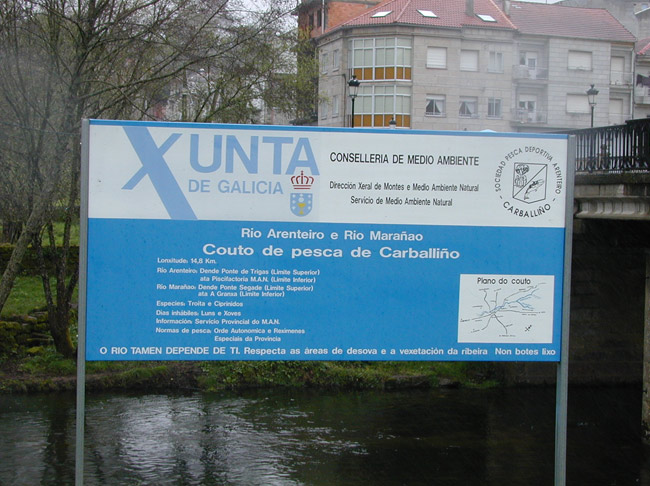 XUNTA
DE GALICIA
CONSELLERIA DE MEDIO AMBIENTE
Dirección Xeral de Montes e Medio Ambiente Natural
Servicio de Medio Ambiente Natural
SOCIEDAD PESCA DEPORTIVA ARENTEIRO
CARBALLIÑO
Río Arenteiro e Río Marañao
Couto de pesca de Carballiño
Lonxitude: 14,8 Km.
Río Arenteiro: Dende Ponte de Trigas (Límite Superior)
ata Piscifactoria M.A.N. (Límite Inferior)
Río Marañao: Dende Ponte Segade (Límite Superior)
ata A Granxa (Límite Inferior)
Especies: Troita e Ciprínidos
Días inhábiles: Luns e Xoves
Información: Servicio Provincial do M.A.N.
Normas de pesca: Orde Autonómica e Reximenes
Especiais da Provincia
Plano do couto
O RIO TAMEN DEPENDE DE TI. Respecta as áreas de desova e a vexetación da ribeira Non botes lixo